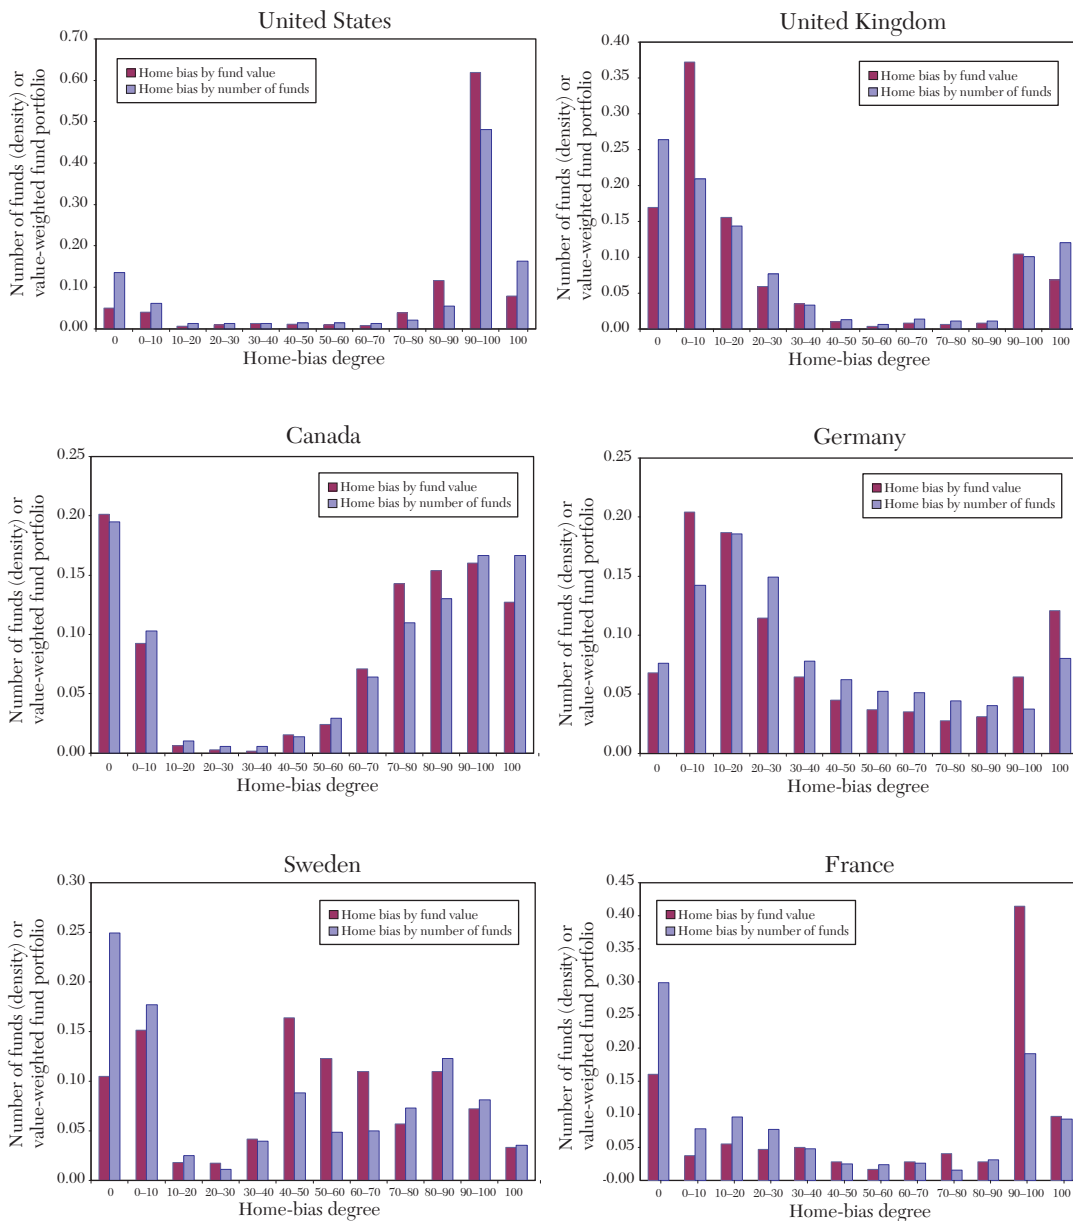 United States
Number of funds (density) or
value-weighted fund portfolio
0.70
0.60
0.50
0.40
0.30
0.20
0.10
0.00
Home bias by fund value
Home bias by number of funds
0 0–10 10–20 20–30 30–40 40–50 50–60 60–70 70–80 80–90 90–100 100
Home-bias degree
United Kingdom
Number of funds (density) or
value-weighted fund portfolio
0.40
0.35
0.30
0.25
0.20
0.15
0.10
0.05
0.00
Home bias by fund value
Home bias by number of funds
0 0–10 10–20 20–30 30–40 40–50 50–60 60–70 70–80 80–90 90–100 100
Home-bias degree
Canada
Number of funds (density) or
value-weighted fund portfolio
0.25
0.20
0.15
0.10
0.05
0.00
Home bias by fund value
Home bias by number of funds
0 0–10 10–20 20–30 30–40 40–50 50–60 60–70 70–80 80–90 90–100 100
Home-bias degree
Germany
Number of funds (density) or
value-weighted fund portfolio
0.25
0.20
0.15
0.10
0.05
0.00
Home bias by fund value
Home bias by number of funds
0 0–10 10–20 20–30 30–40 40–50 50–60 60–70 70–80 80–90 90–100 100
Home-bias degree
Sweden
Number of funds (density) or
value-weighted fund portfolio
0.30
0.25
0.20
0.15
0.10
0.05
0.00
Home bias by fund value
Home bias by number of funds
0 0–10 10–20 20–30 30–40 40–50 50–60 60–70 70–80 80–90 90–100 100
Home-bias degree
France
Number of funds (density) or
value-weighted fund portfolio
0.45
0.40
0.35
0.30
0.25
0.20
0.15
0.10
0.05
-0.00
Home bias by fund value
Home bias by number of funds
0 0–10 10–20 20–30 30–40 40–50 50–60 60–70 70–80 80–90 90–100 100
Home-bias degree